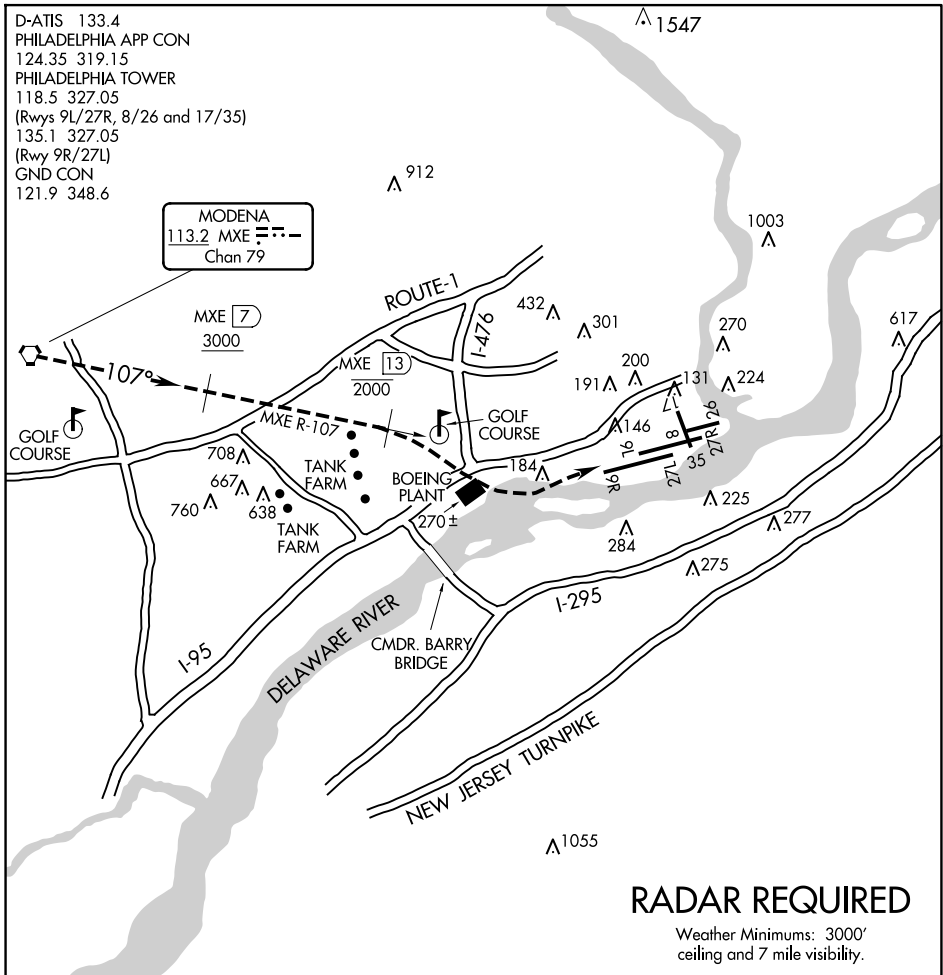 D-ATIS 133.4
PHILADELPHIA APP CON
124.35 319.15
PHILADELPHIA TOWER
118.5 327.05
(Rwys 9L/27R, 8/26 and 17/35)
135.1 327.05
(Rwy 9R/27L)
GND CON
121.9 348.6
1547
912
MODENA
113.2 MXE
Chan 79
1003
ROUTE-1
I-476
432
301
270
617
MXE 7
3000
MXE 13
2000
107°
MXE R-107
191
200
131
224
GOLF
COURSE
GOLF
COURSE
146
17
8
26
9L
27R
35
9R
27L
184
708
667
760
638
TANK
FARM
TANK
FARM
BOEING
PLANT
270±
225
284
277
275
I-295
I-95
DELAWARE RIVER
CMDR. BARRY
BRIDGE
NEW JERSEY TURNPIKE
1055
RADAR REQUIRED
Weather Minimums: 3000'
ceiling and 7 mile visibility.